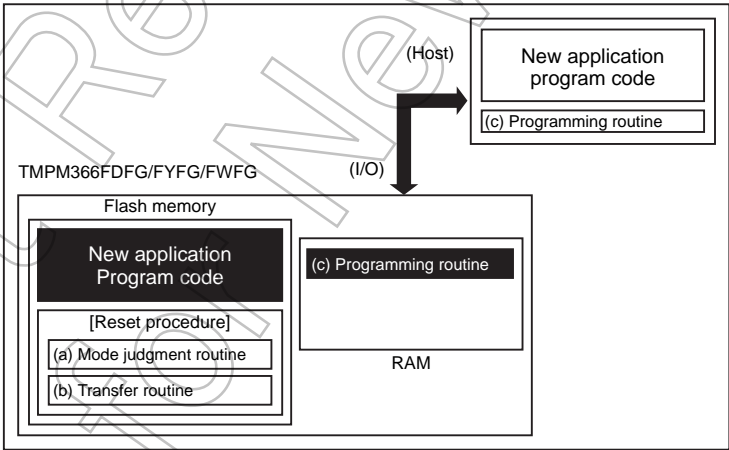 (Host)
New application
program code
(c) Programming routine
TMPM366FDFG/FYFG/FWFG
(I/O)
Flash memory
New application
Program code
[Reset procedure]
(a) Mode judgment routine
(b) Transfer routine
(c) Programming routine
RAM